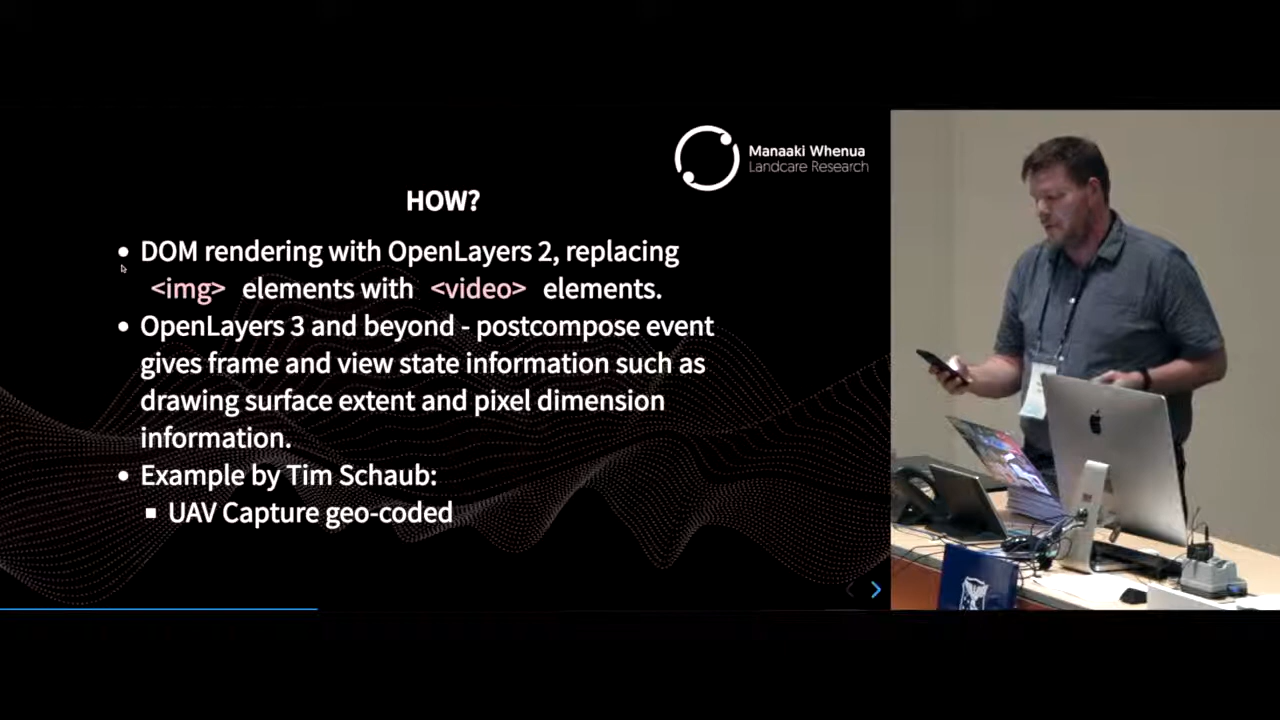 Manaaki Whenua
Landcare Research
HOW?
• DOM rendering with OpenLayers 2, replacing
<img> elements with <video> elements.
• OpenLayers 3 and beyond - postcompose event
gives frame and view state information such as
drawing surface extent and pixel dimension
information.
• Example by Tim Schaub:
▪ UAV Capture geo-coded